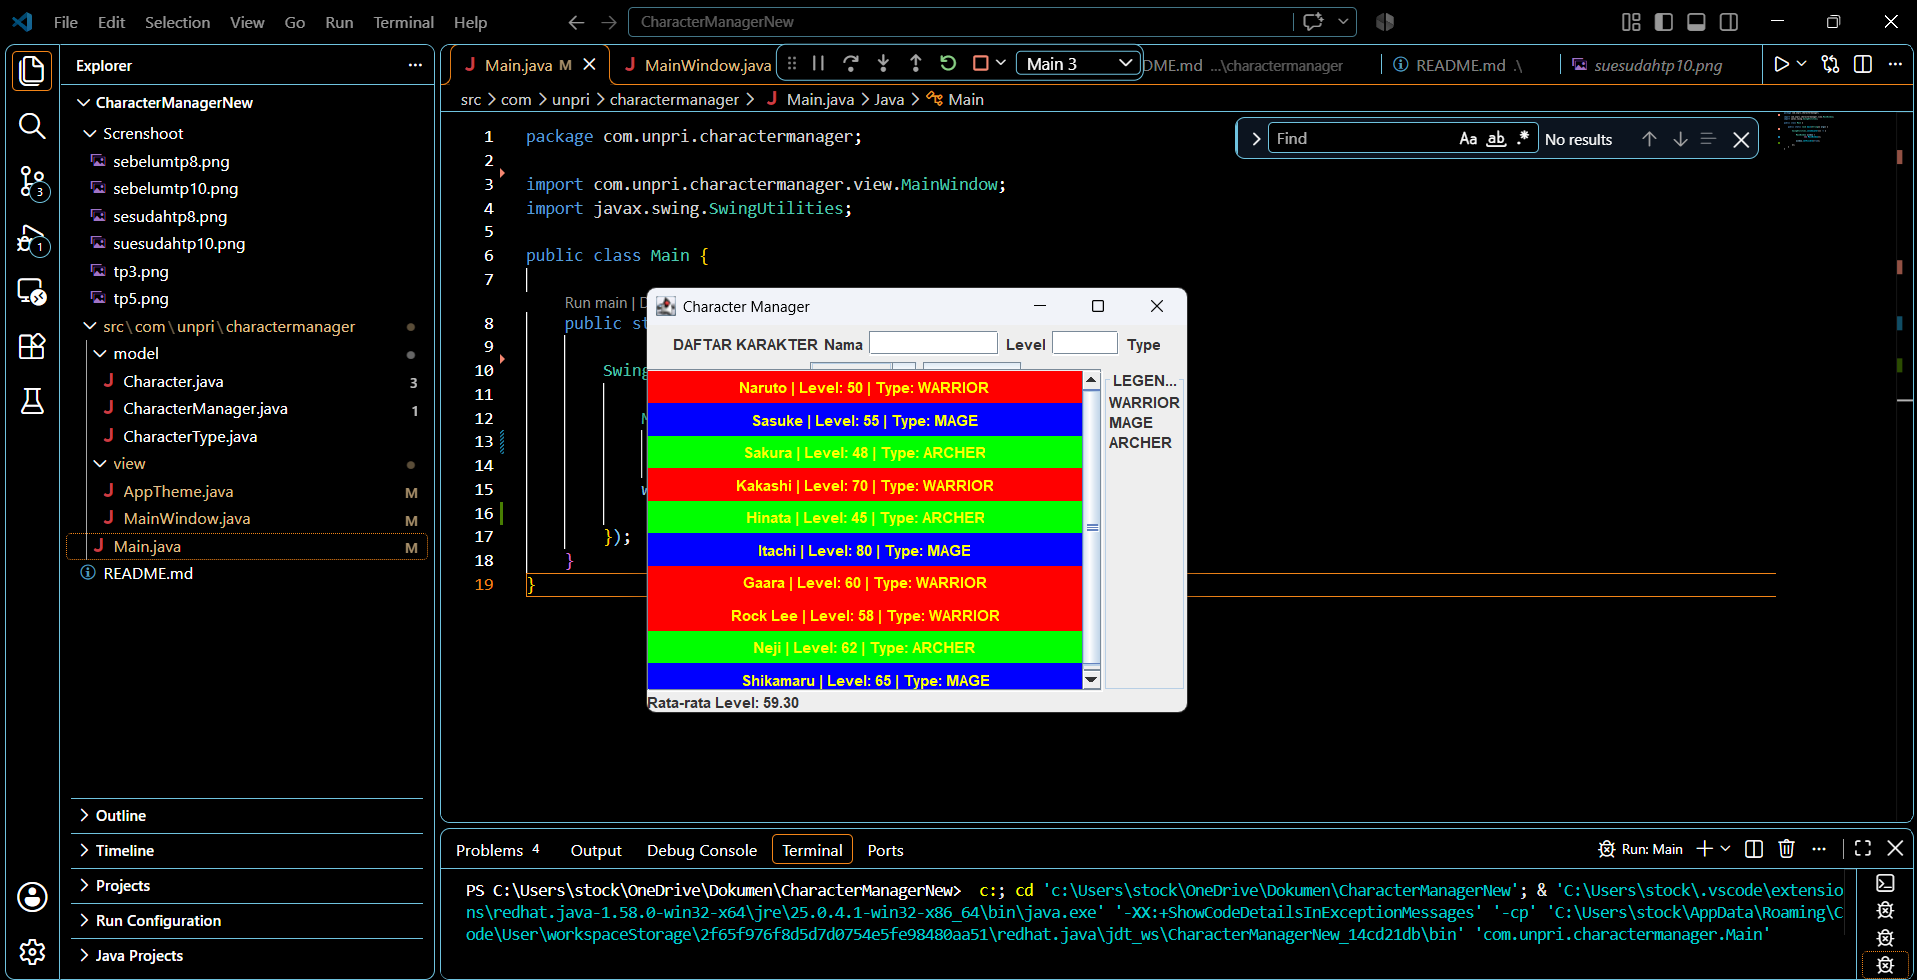 File Edit Selection View Go Run Terminal Help
CharacterManagerNew
Explorer
CharacterManagerNew
Screnshoot
sebelumtp8.png
sebelumtp10.png
sesudahtp8.png
suesudahtp10.png
tp3.png
tp5.png
src\com\unpri\charactermanager
model
Character.java 3
CharacterManager.java 1
CharacterType.java
view
AppTheme.java M
MainWindow.java M
Main.java M
README.md
3
1
Outline
Timeline
Projects
Run Configuration
Java Projects
Main.java M MainWindow.java Main 3 DME.md ...\charactermanager README.md .\ suesudahtp10.png
src > com > unpri > charactermanager > Main.java > Java > Main
Find Aa ab .* No results
1 package com.unpri.charactermanager;
2
3 import com.unpri.charactermanager.view.MainWindow;
4 import javax.swing.SwingUtilities;
5
6 public class Main {
7
Run main |
8 public st
9
10 Swing
11
12
13
14
15
16
17 });
18 }
19 }
Character Manager
DAFTAR KARAKTER Nama Level Type
Naruto | Level: 50 | Type: WARRIOR
Sasuke | Level: 55 | Type: MAGE
Sakura | Level: 48 | Type: ARCHER
Kakashi | Level: 70 | Type: WARRIOR
Hinata | Level: 45 | Type: ARCHER
Itachi | Level: 80 | Type: MAGE
Gaara | Level: 60 | Type: WARRIOR
Rock Lee | Level: 58 | Type: WARRIOR
Neji | Level: 62 | Type: ARCHER
Shikamaru | Level: 65 | Type: MAGE
LEGEN...
WARRIOR
MAGE
ARCHER
Rata-rata Level: 59.30
Problems 4 Output Debug Console Terminal Ports
Run: Main
PS C:\Users\stock\OneDrive\Dokumen\CharacterManagerNew> c:; cd 'c:\Users\stock\OneDrive\Dokumen\CharacterManagerNew'; & 'C:\Users\stock\.vscode\extensio
ns\redhat.java-1.58.0-win32-x64\jre\25.0.4.1-win32-x86_64\bin\java.exe' '-XX:+ShowCodeDetailsInExceptionMessages' '-cp' 'C:\Users\stock\AppData\Roaming\C
ode\User\workspaceStorage\2f65f976f8d5d7d0754e5fe98480aa51\redhat.java\jdt_ws\CharacterManagerNew_14cd21db\bin' 'com.unpri.charactermanager.Main'